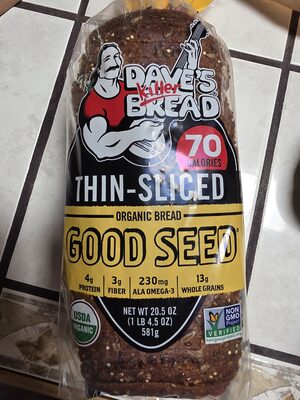 DAVE'S
Killer
BREAD
70
CALORIES
THIN-SLICED
ORGANIC BREAD
GOOD SEED
4g
PROTEIN
3g
FIBER
230mg
ALA OMEGA-3
13g
WHOLE GRAINS
NET WT 20.5 OZ
(1 LB 4.5 OZ)
581g
USDA
ORGANIC
NON
GMO
Project
VERIFIED
nongmoproject.org